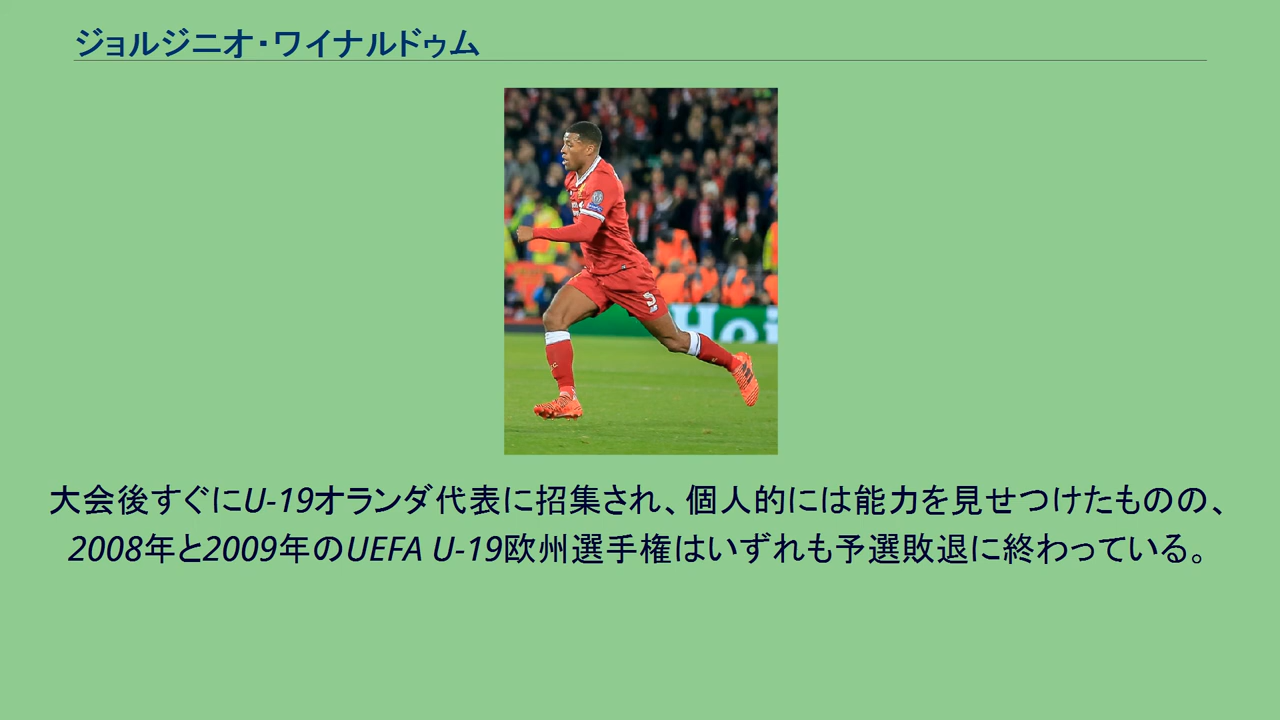 ジョルジニオ・ワイナルドゥム
Hei
5
大会後すぐにU-19オランダ代表に招集され、個人的には能力を見せつけたものの、
2008年と2009年のUEFA U-19欧州選手権はいずれも予選敗退に終わっている。